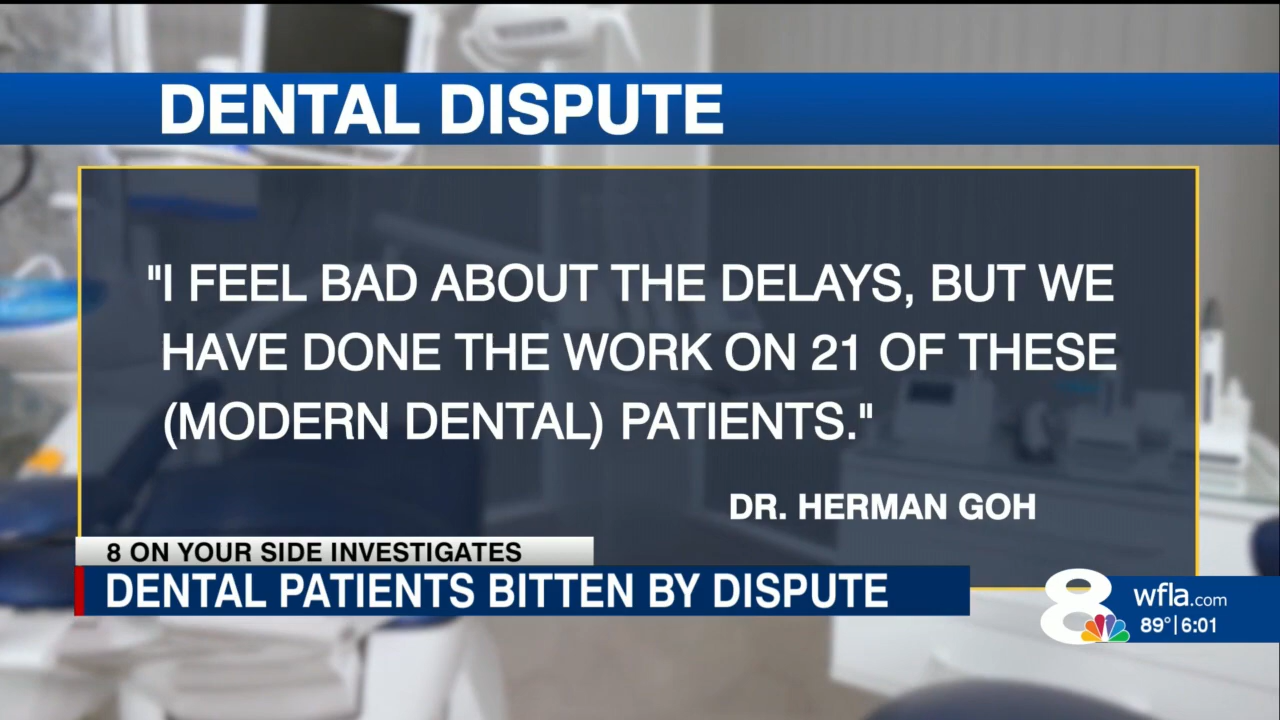 DENTAL DISPUTE
"I FEEL BAD ABOUT THE DELAYS, BUT WE
HAVE DONE THE WORK ON 21 OF THESE
(MODERN DENTAL) PATIENTS."
DR. HERMAN GOH
8 ON YOUR SIDE INVESTIGATES
DENTAL PATIENTS BITTEN BY DISPUTE
8 wfla.com
89° | 6:01